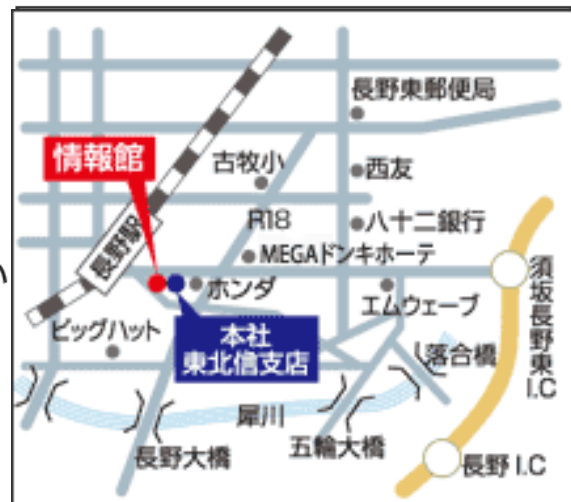 長野東郵便局
情報館
古牧小
西友
R18
八十二銀行
長野駅
MEGAドンキホーテ
ホンダ
エムウェーブ
須坂長野東I.C
ビッグハット
本社
東北信支店
落合橋
犀川
長野大橋
五輪大橋
長野I.C